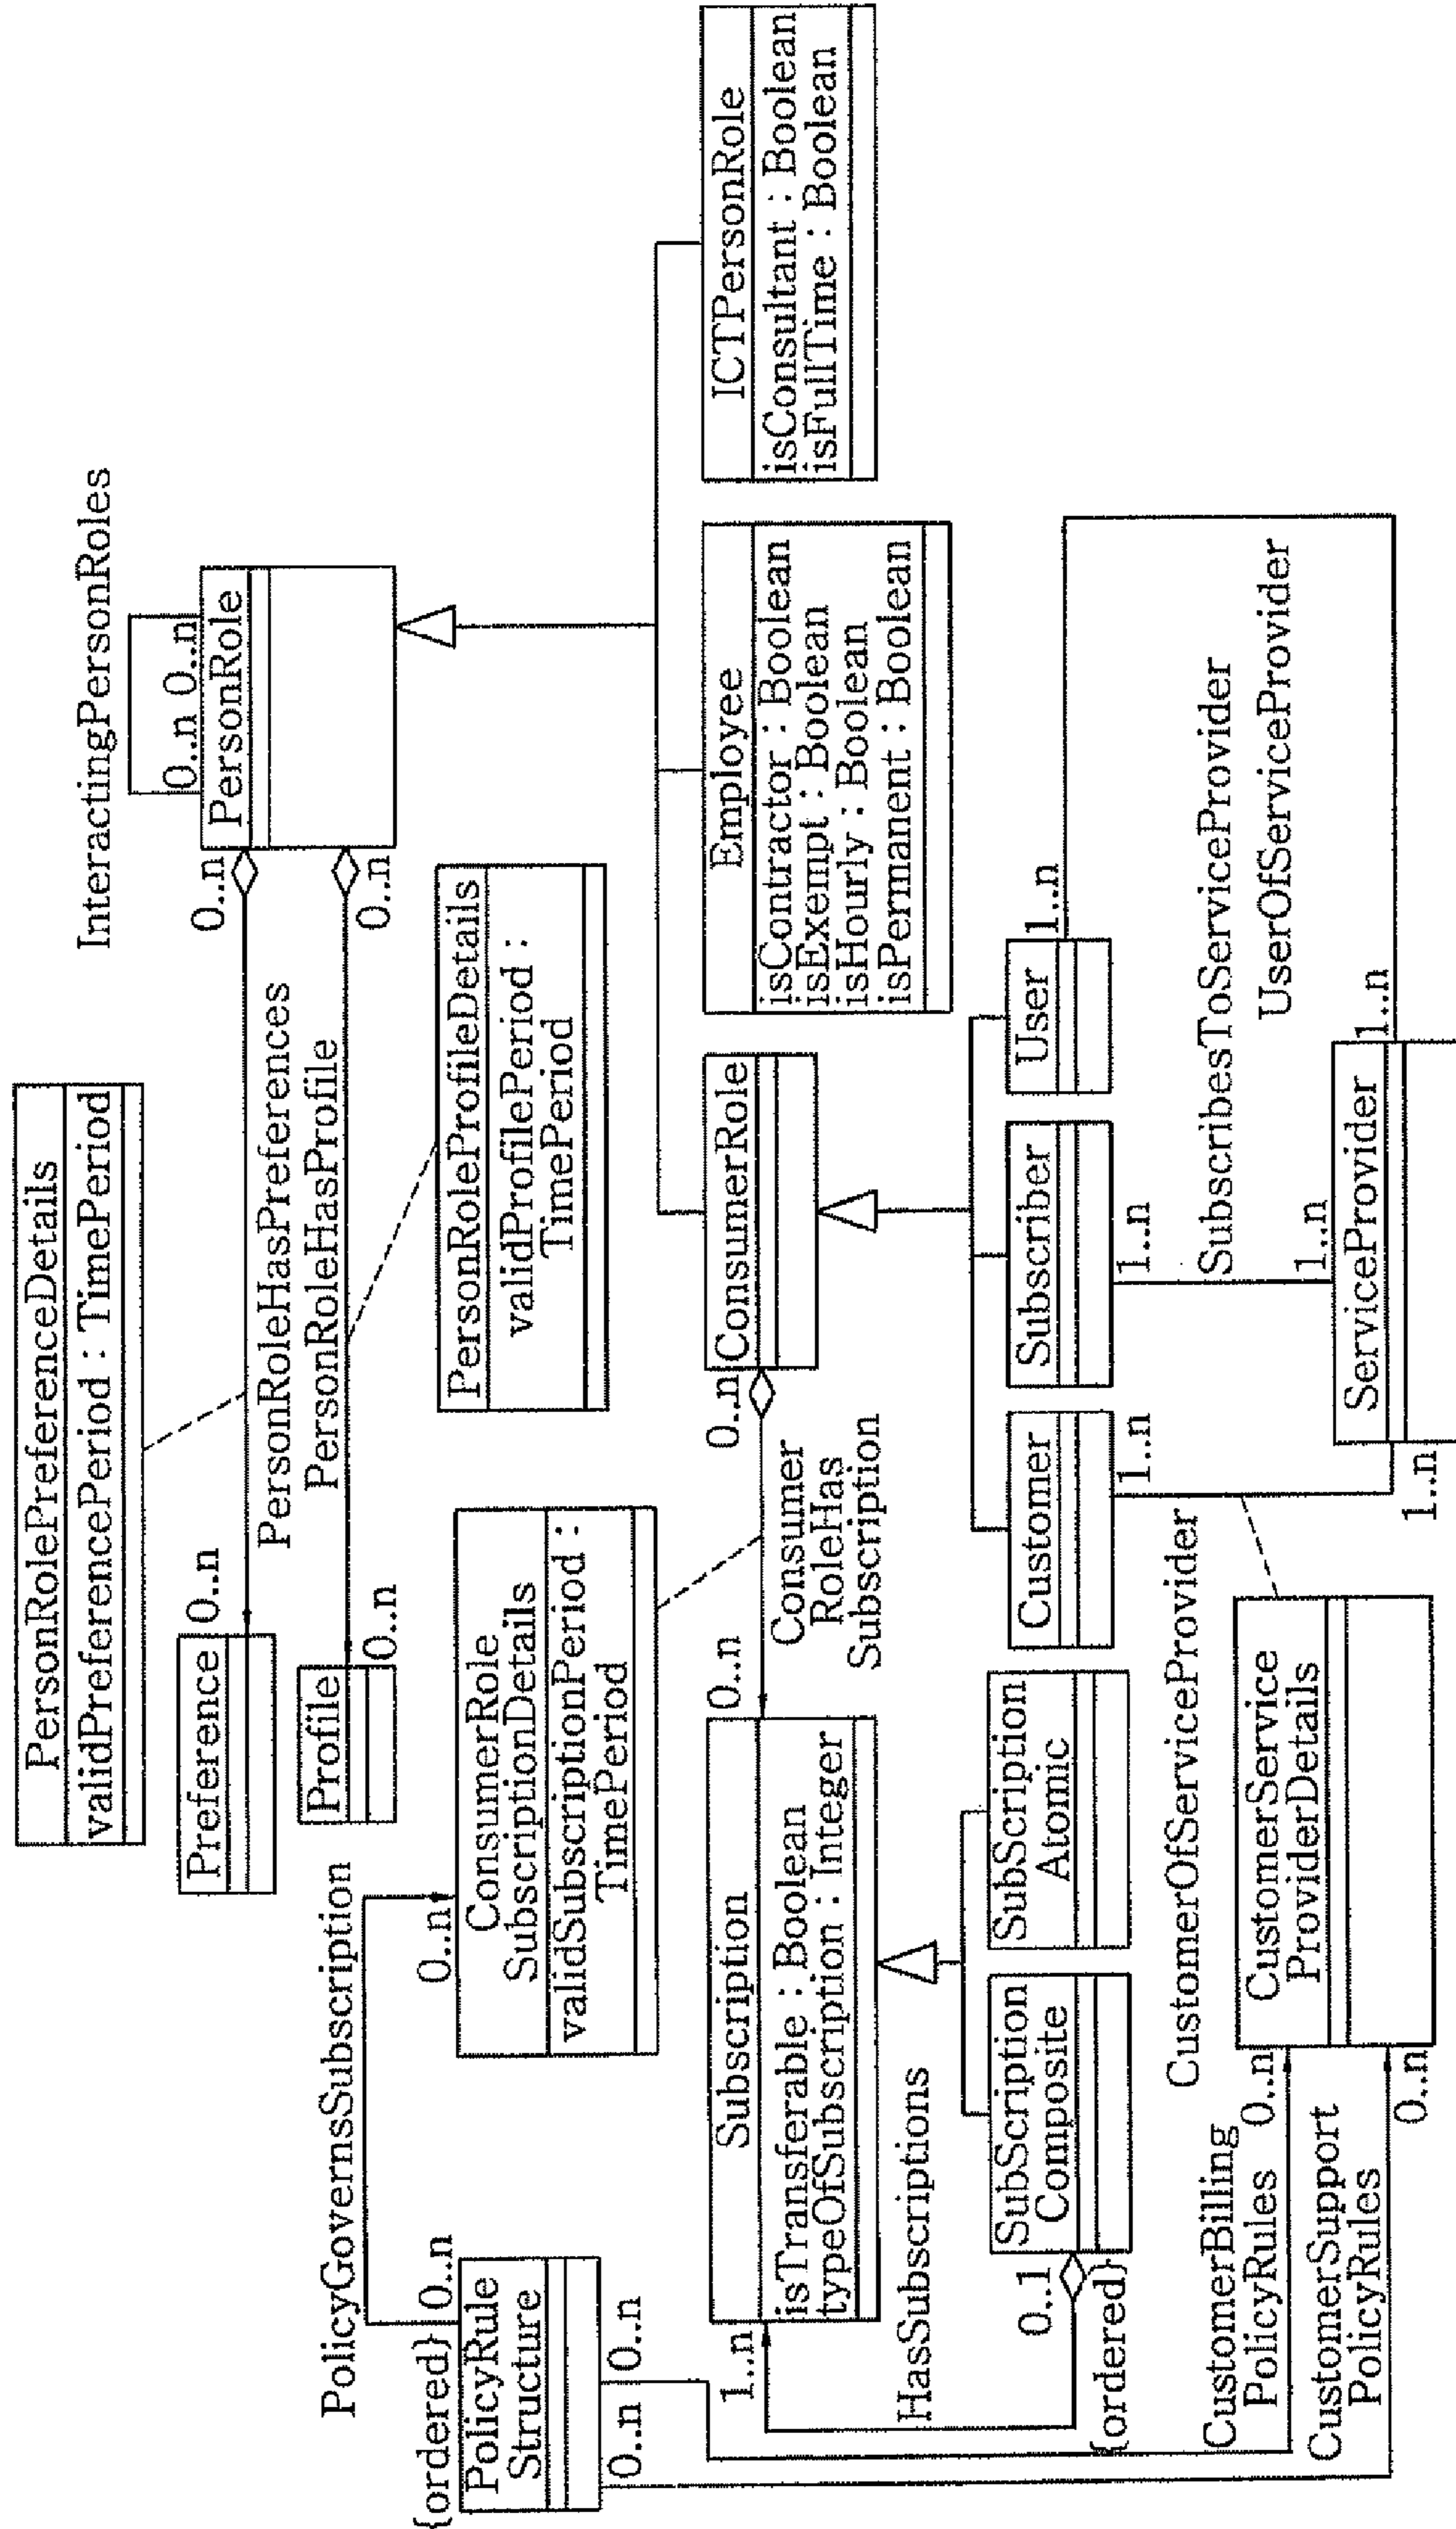 PersonRolePreferenceDetails
validPreferencePeriod : TimePeriod
InteractingPersonRoles
0..n 0..n
PersonRole
0..n
0..n
Preference
0..n
PersonRoleHasPreferences
PersonRoleHasProfile
Profile
0..n
PersonRoleProfileDetails
validProfilePeriod :
TimePeriod
PolicyGovernsSubscription
{ordered}
0..n
0..n
PolicyRule
Structure
0..n
0..n
ConsumerRole
SubscriptionDetails
validSubscriptionPeriod :
TimePeriod
1..n
Subscription
isTransferable : Boolean
typeOfSubscription : Integer
0..n
Consumer
RoleHas
Subscription
0..n
ConsumerRole
Employee
isContractor : Boolean
isExempt : Boolean
isHourly : Boolean
isPermanent : Boolean
ICTPersonRole
isConsultant : Boolean
isFullTime : Boolean
HasSubscriptions
0..1
{ordered}
SubScription
Composite
SubScription
Atomic
Customer
Subscriber
User
1..n
1..n
1..n
CustomerOfServiceProvider
SubscribesToServiceProvider
UserOfServiceProvider
CustomerBilling
PolicyRules
0..n
CustomerSupport
PolicyRules
0..n
CustomerService
ProviderDetails
1..n
1..n
1..n
ServiceProvider